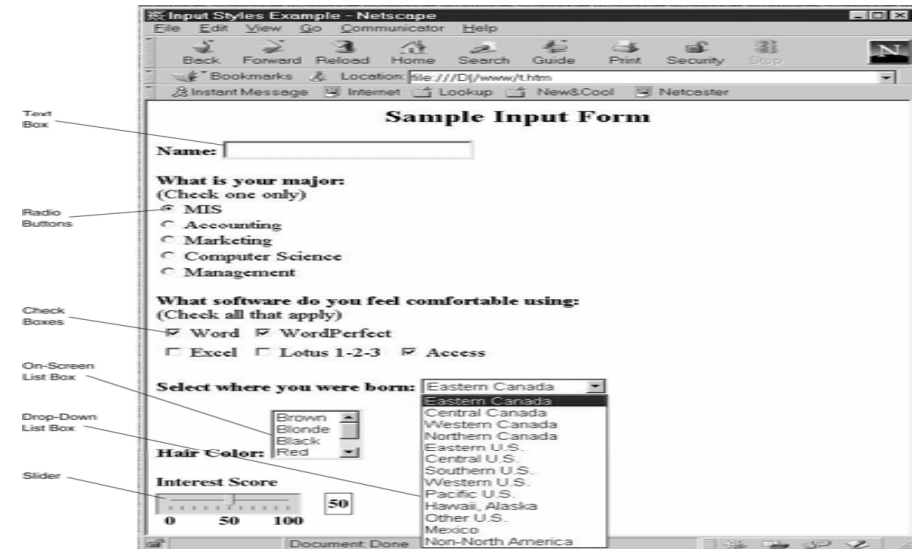 Input Styles Example - Netscape
File Edit View Go Communicator Help
Back Forward Reload Home Search Guide Print Security Stop
Bookmarks Location: file:///D|/www/t.htm
Instant Message Internet Lookup New&Cool Netcaster
Sample Input Form
Text
Box
Name:
What is your major:
(Check one only)
Radio
Buttons
MIS
Accounting
Marketing
Computer Science
Management
What software do you feel comfortable using:
(Check all that apply)
Check
Boxes
Word WordPerfect
Excel Lotus 1-2-3 Access
On-Screen
List Box
Select where you were born: Eastern Canada
Eastern Canada
Central Canada
Western Canada
Northern Canada
Eastern U.S.
Central U.S.
Southern U.S.
Western U.S.
Pacific U.S.
Hawaii, Alaska
Other U.S.
Mexico
Non-North America
Drop-Down
List Box
Brown
Blonde
Black
Hair Color: Red
Slider
Interest Score
50
0 50 100
Document: Done